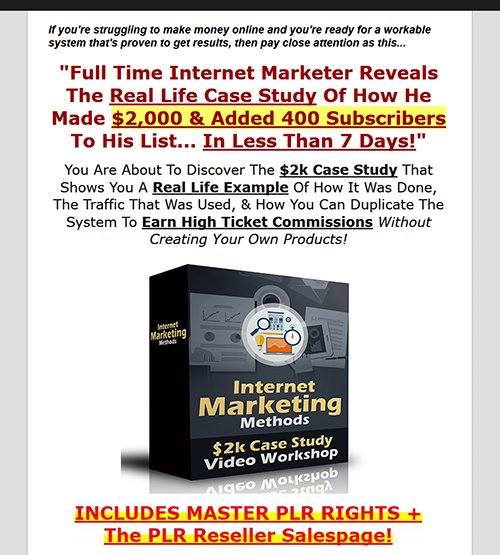 If you're struggling to make money online and you're ready for a workable
system that's proven to get results, then pay close attention as this...
"Full Time Internet Marketer Reveals
The Real Life Case Study Of How He
Made $2,000 & Added 400 Subscribers
To His List... In Less Than 7 Days!"
You Are About To Discover The $2k Case Study That
Shows You A Real Life Example Of How It Was Done,
The Traffic That Was Used, & How You Can Duplicate The
System To Earn High Ticket Commissions Without
Creating Your Own Products!
Internet
Marketing
Methods
Internet
Marketing
Methods
$2k Case Study
Video Workshop
INCLUDES MASTER PLR RIGHTS +
The PLR Reseller Salespage!